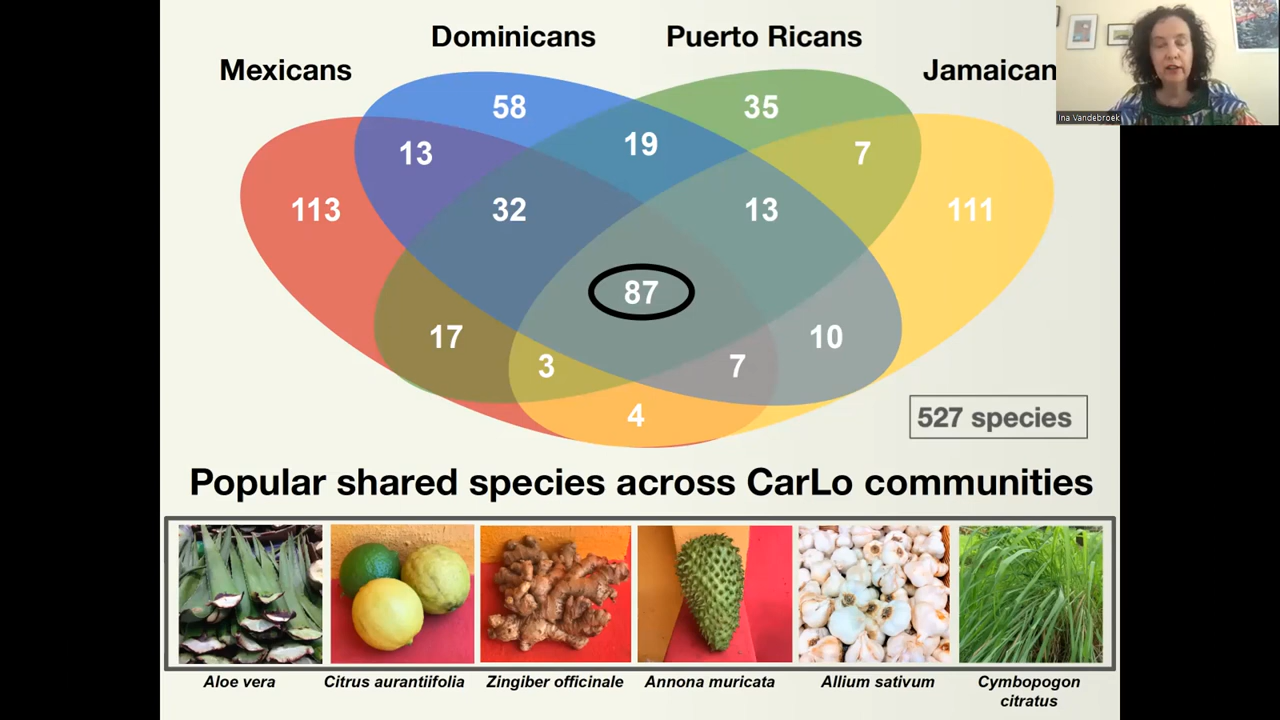 Dominicans
Puerto Ricans
Mexicans
Jamaican
Ina Vandebroek
58
35
13
19
7
113
32
13
111
87
17
10
3
7
4
527 species
Popular shared species across CarLo communities
Aloe vera
Citrus aurantiifolia
Zingiber officinale
Annona muricata
Allium sativum
Cymbopogon
citratus